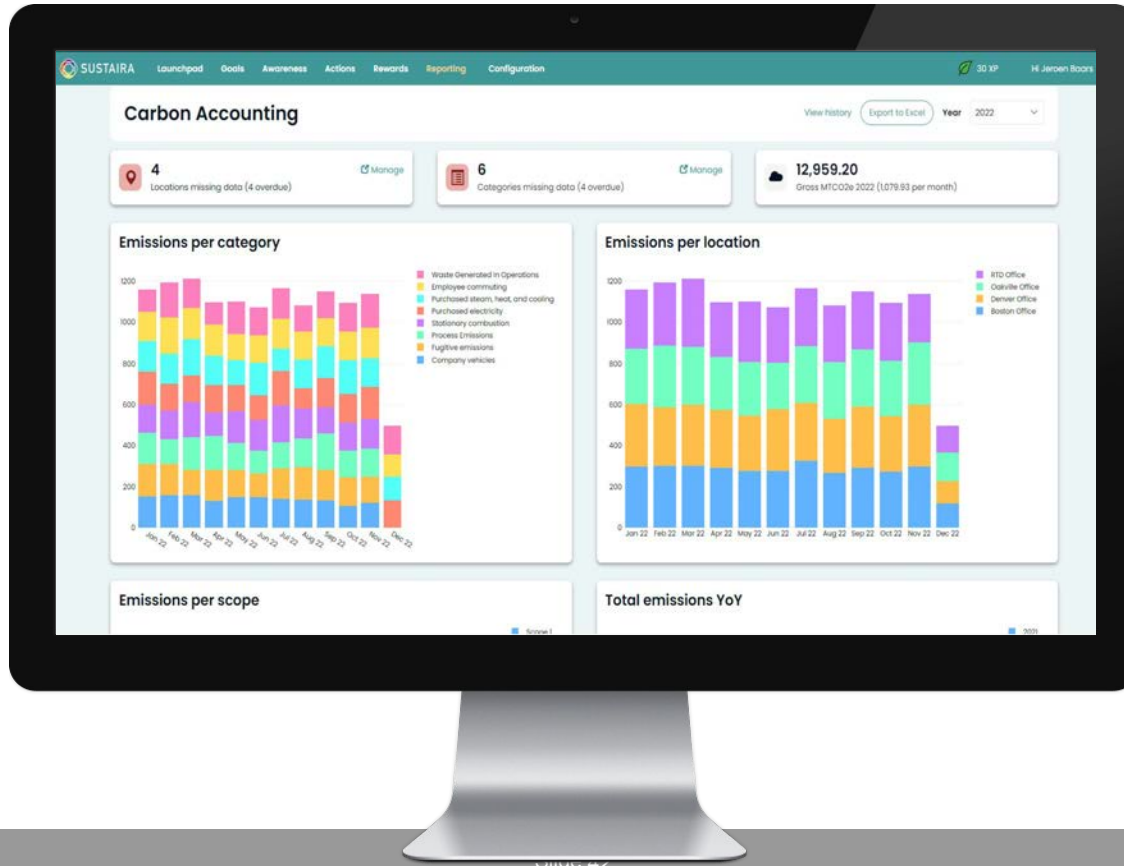 SUSTAIRA Launchpad Goals Awareness Actions Rewards Reporting Configuration 30 XP Hi Jeroen Baars
Carbon Accounting
View history Export to Excel Year 2022
4
Locations missing data (4 overdue)
Manage
6
Categories missing data (4 overdue)
Manage
12,959.20
Gross MTCO2e 2022 (1,079.93 per month)
Emissions per category
1200
1000
800
600
400
200
0
Jan 22 Feb 22 Mar 22 Apr 22 May 22 Jun 22 Jul 22 Aug 22 Sep 22 Oct 22 Nov 22 Dec 22
Waste Generated in Operations
Employee commuting
Purchased steam, heat, and cooling
Purchased electricity
Stationary combustion
Process Emissions
Fugitive emissions
Company vehicles
Emissions per location
1200
1000
800
600
400
200
0
Jan 22 Feb 22 Mar 22 Apr 22 May 22 Jun 22 Jul 22 Aug 22 Sep 22 Oct 22 Nov 22 Dec 22
RTD Office
Oakville Office
Denver Office
Boston Office
Emissions per scope
Scope 1
Total emissions YoY
2021